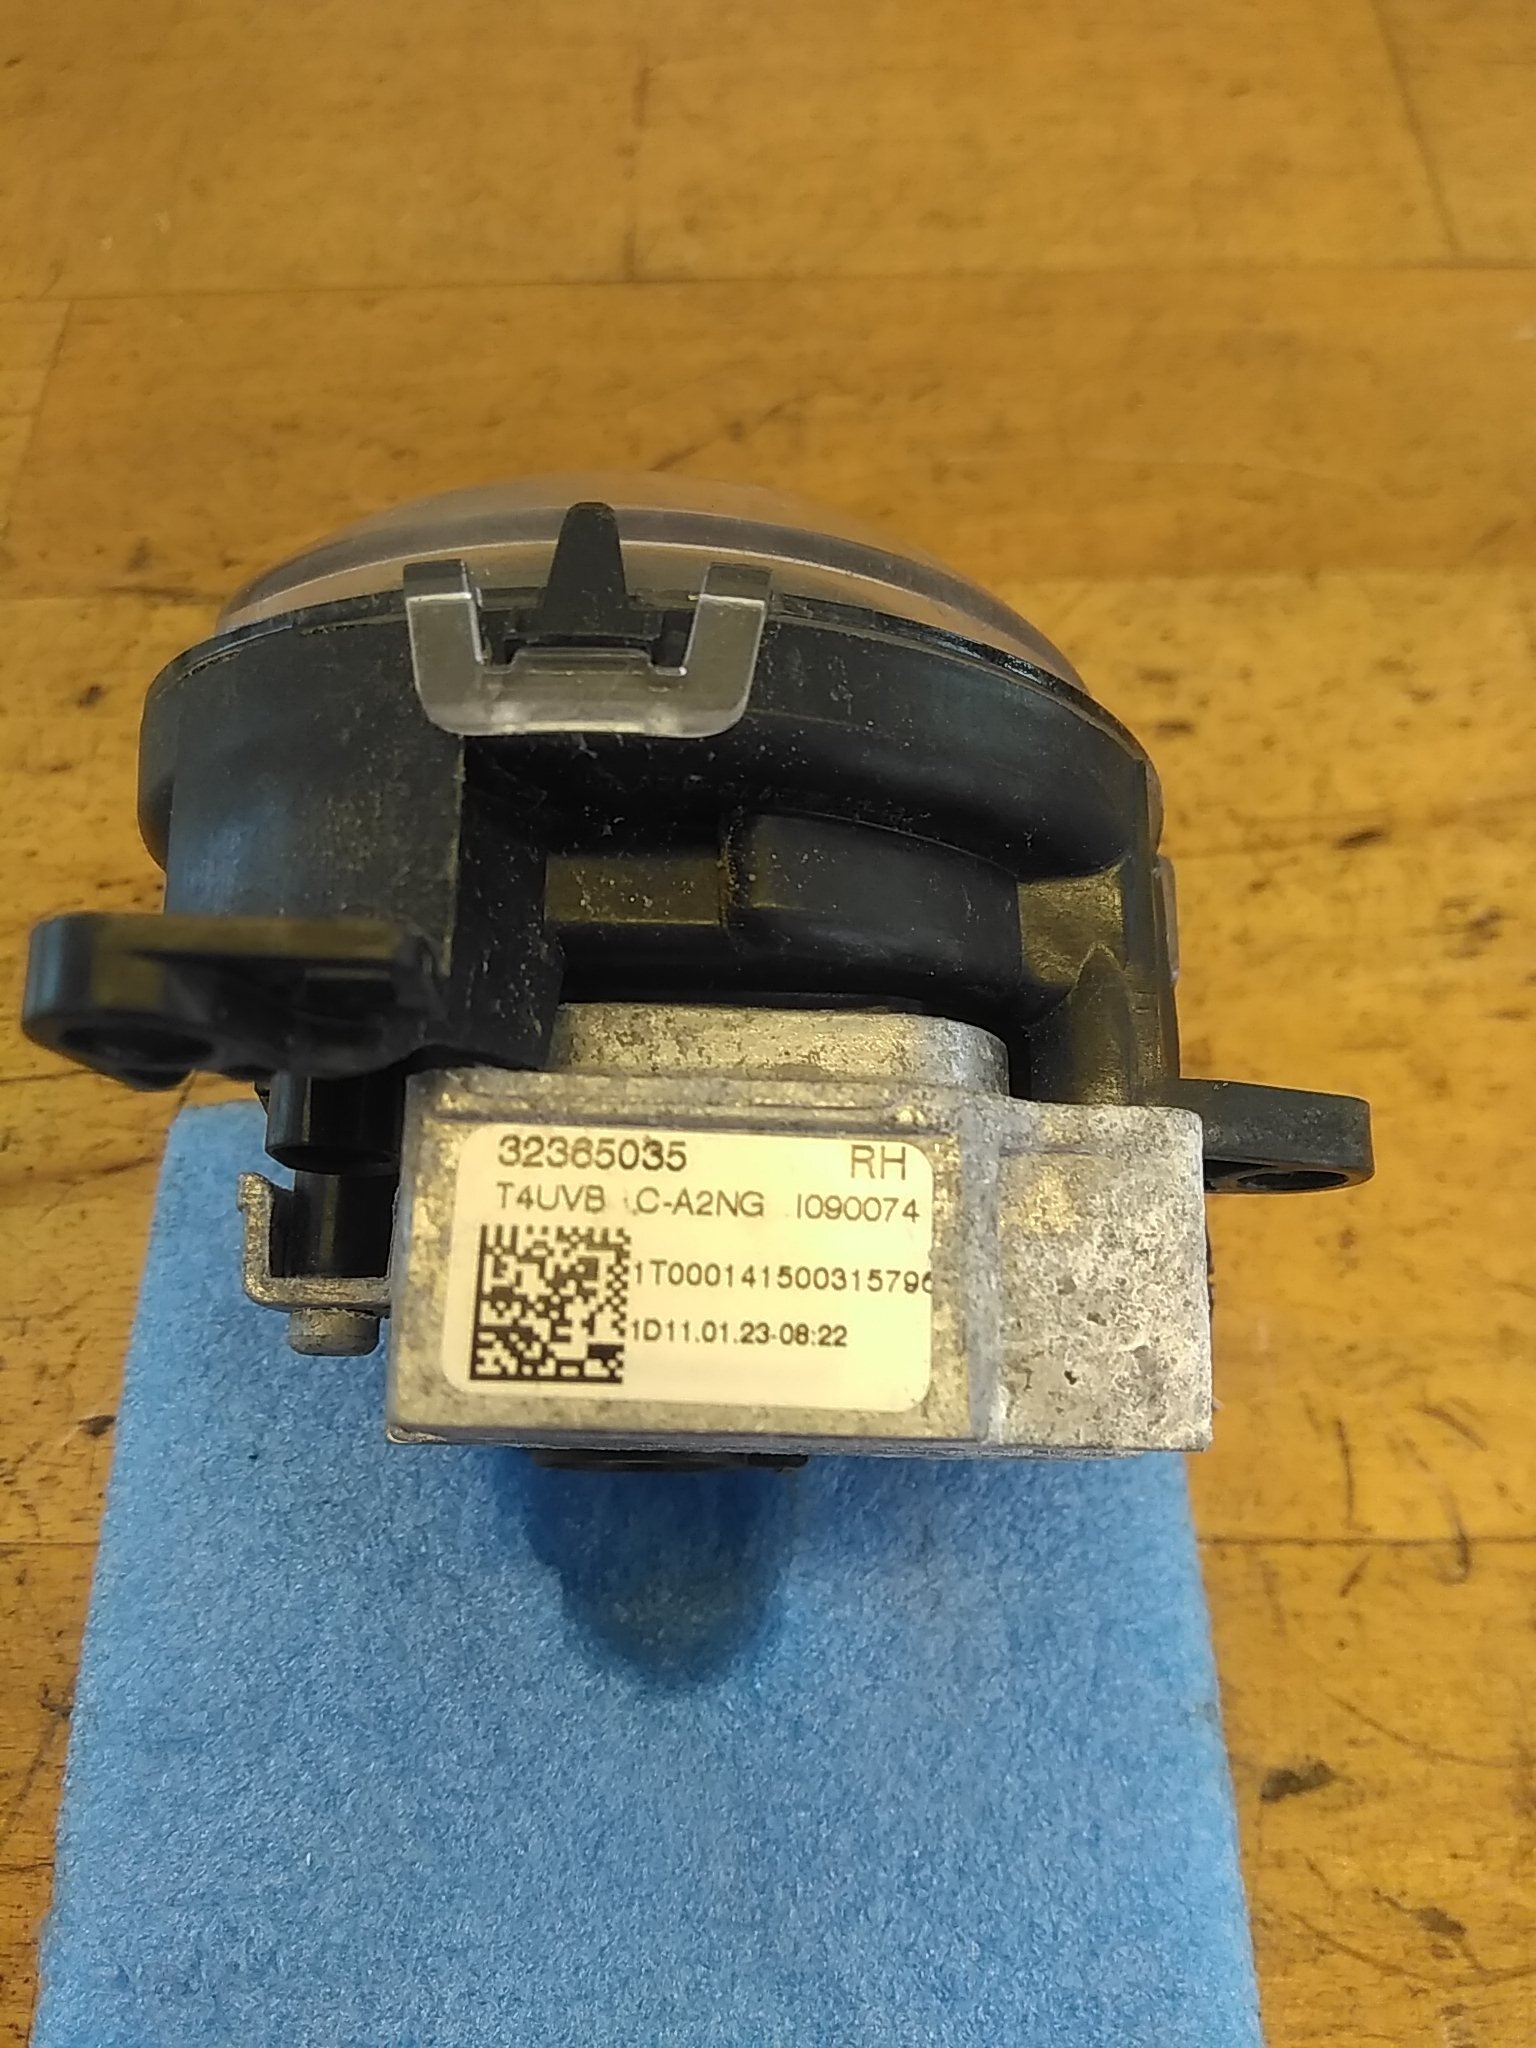 32365035 RH
T4UVB C-A2NG I090074
1T000141500315796
1D11.01.23-08:22